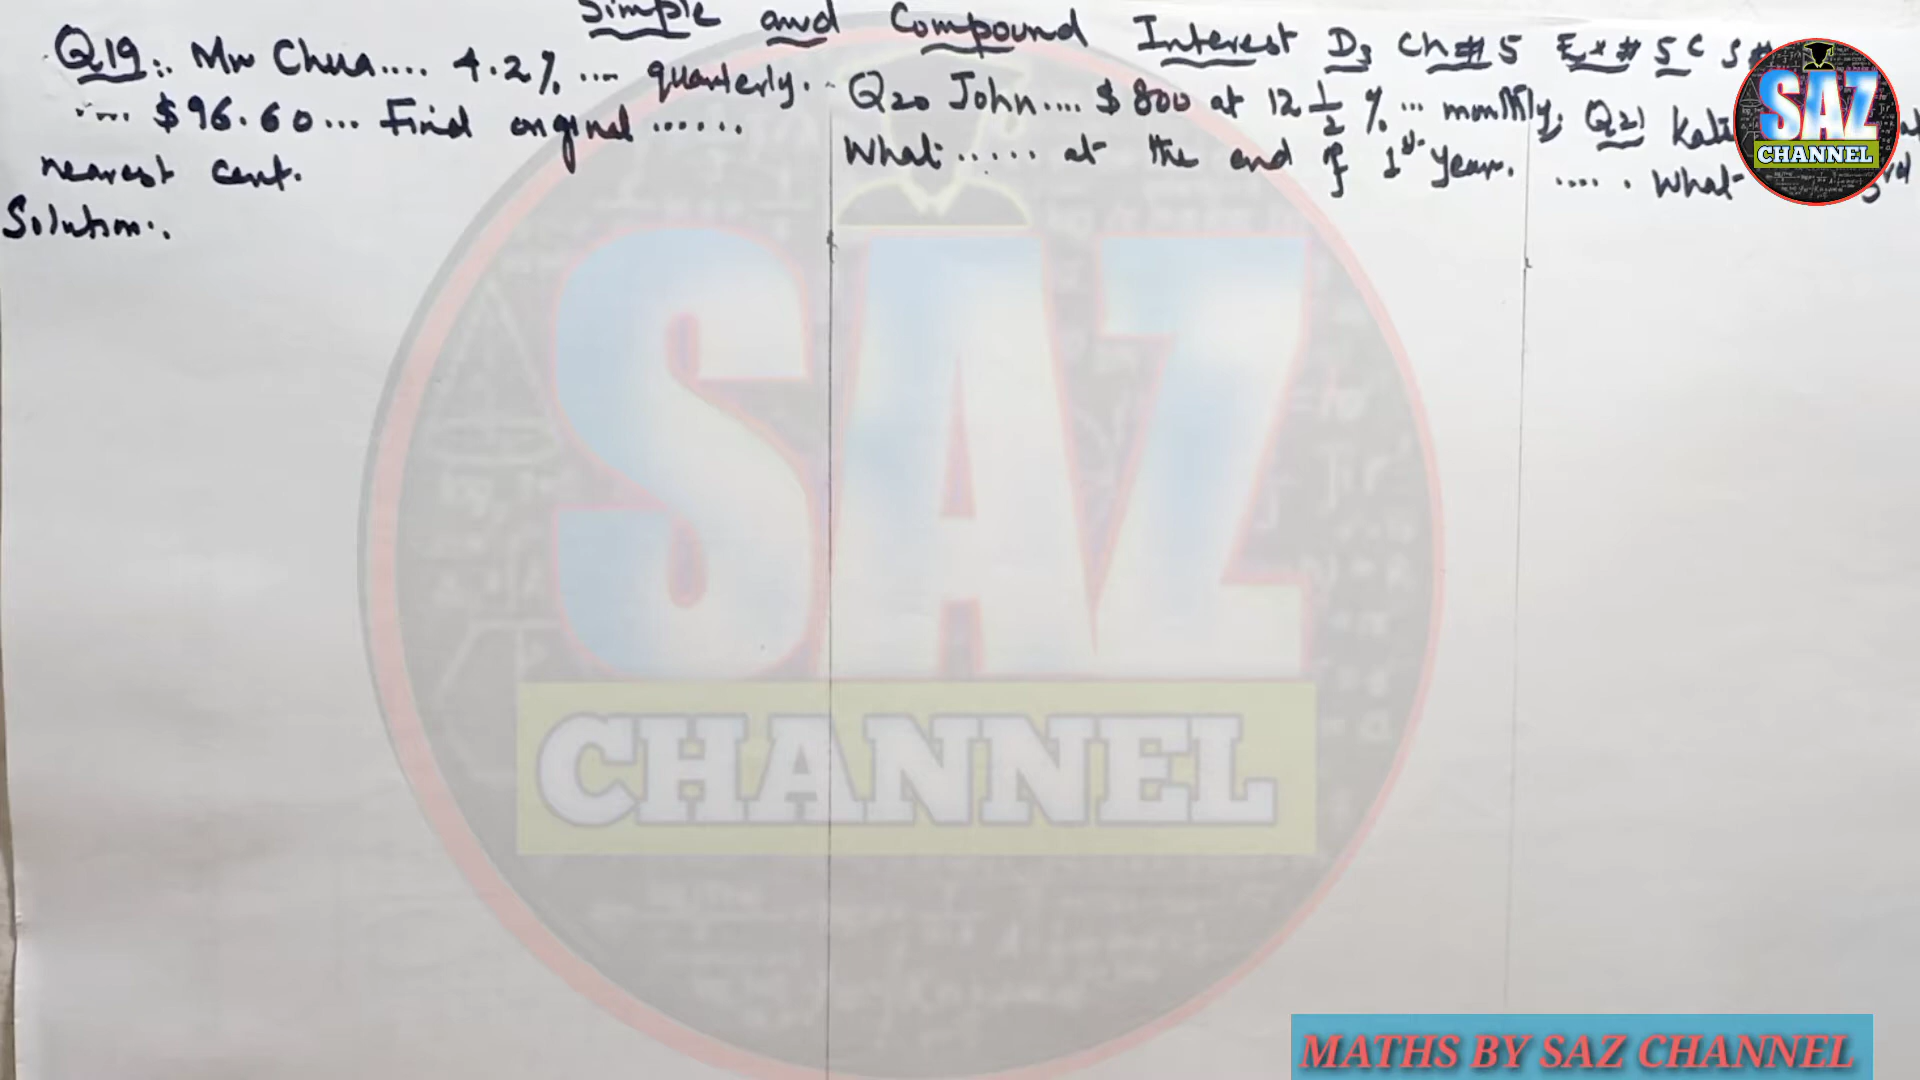 Simple and Compound Interest D3 Ch#5 Ex#5C S#
Q19:. Mr Chua.... 4.2% .... quarterly.
.... $96.60... Find original ......
nearest cent.
Solution:.
Q20 John.... $800 at 12 1/2 % ... monthly.
What ..... at the end of 1st year.
Q21
..... What
SAZ
CHANNEL
SAZ
CHANNEL
MATHS BY SAZ CHANNEL